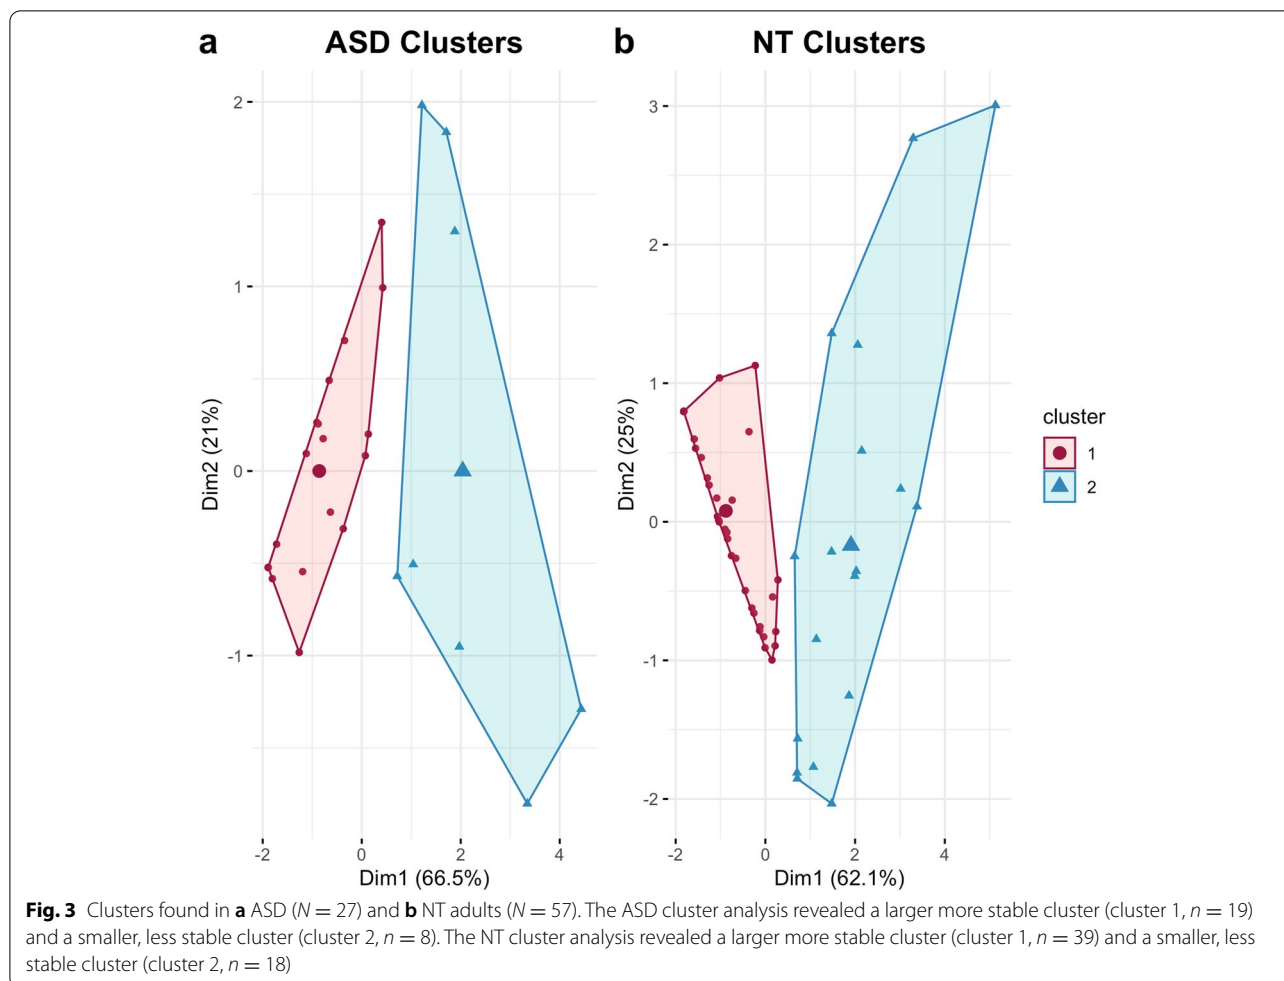 a ASD Clusters
b NT Clusters
2
1
0
-1
Dim2 (21%)
-2 0 2 4
Dim1 (66.5%)
3
2
1
0
-1
-2
Dim2 (25%)
-2 0 2 4
Dim1 (62.1%)
cluster
1
2
Fig. 3 Clusters found in a ASD (N = 27) and b NT adults (N = 57). The ASD cluster analysis revealed a larger more stable cluster (cluster 1, n = 19)
and a smaller, less stable cluster (cluster 2, n = 8). The NT cluster analysis revealed a larger more stable cluster (cluster 1, n = 39) and a smaller, less
stable cluster (cluster 2, n = 18)